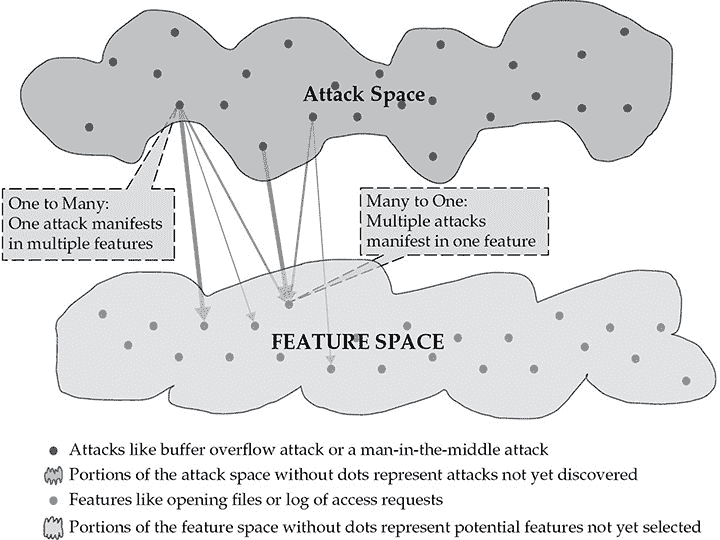 Attack Space
One to Many:
One attack manifests
in multiple features
Many to One:
Multiple attacks
manifest in one feature
FEATURE SPACE
Attacks like buffer overflow attack or a man-in-the-middle attack
Portions of the attack space without dots represent attacks not yet discovered
Features like opening files or log of access requests
Portions of the feature space without dots represent potential features not yet selected